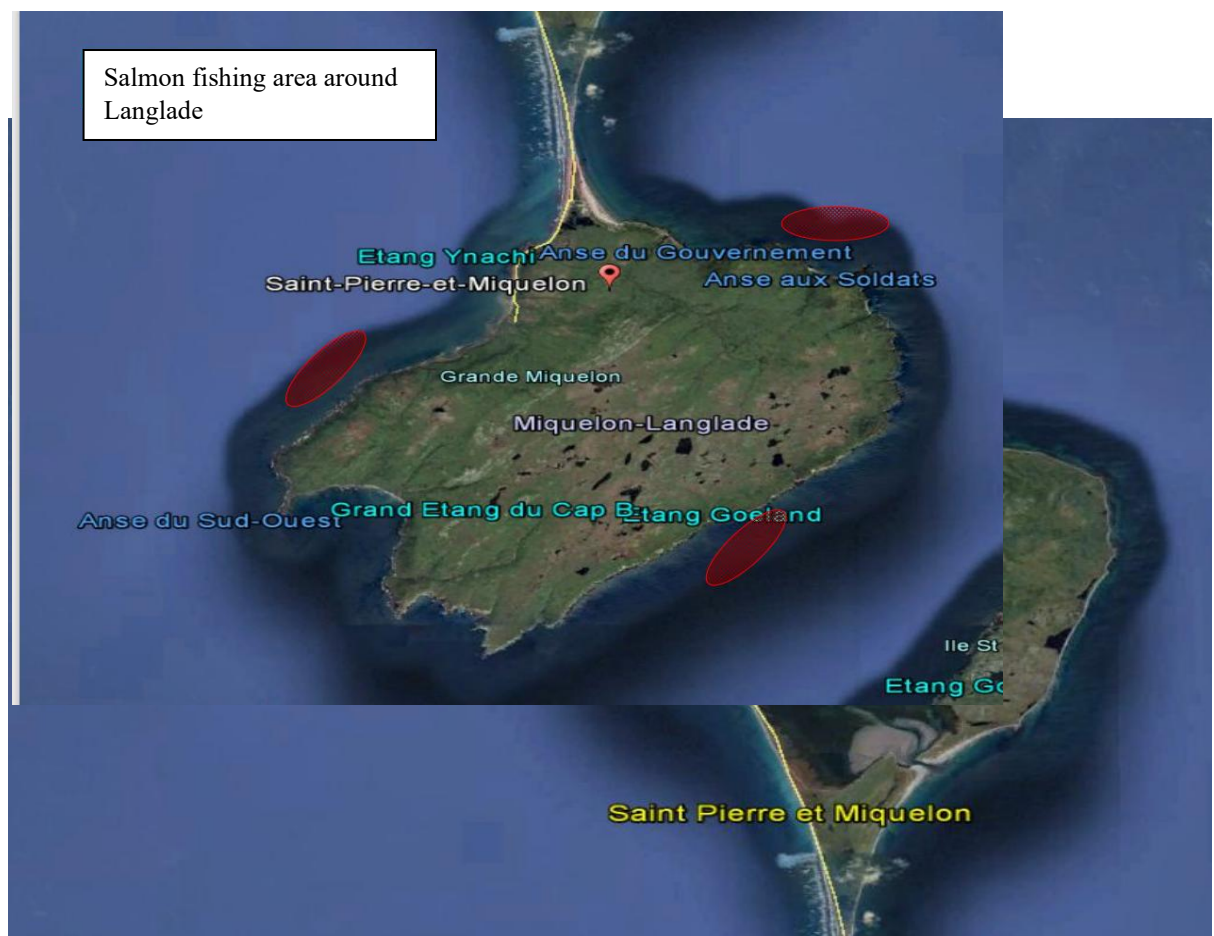 Salmon fishing area around
Langlade
Etang Ynachi
Anse du Gouvernement
Saint-Pierre-et-Miquelon
Anse aux Soldats
Grande Miquelon
Miquelon-Langlade
Anse du Sud-Ouest
Grand Etang du Cap B
Etang Goeland
Ile St
Etang Go
Saint Pierre et Miquelon